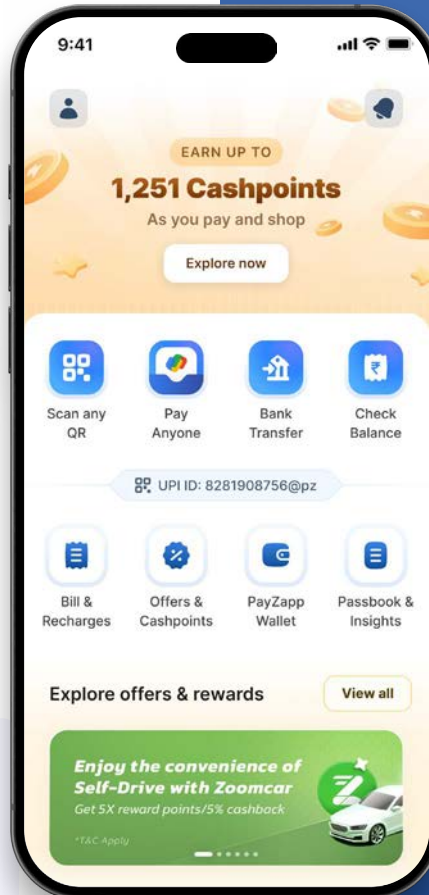 9:41
EARN UP TO
1,251 Cashpoints
As you pay and shop
Explore now
Scan any
QR
Pay
Anyone
Bank
Transfer
Check
Balance
UPI ID: 8281908756@pz
Bill &
Recharges
Offers &
Cashpoints
PayZapp
Wallet
Passbook &
Insights
Explore offers & rewards
View all
Enjoy the convenience of
Self-Drive with Zoomcar
Get 5X reward points/5% cashback
*T&C Apply